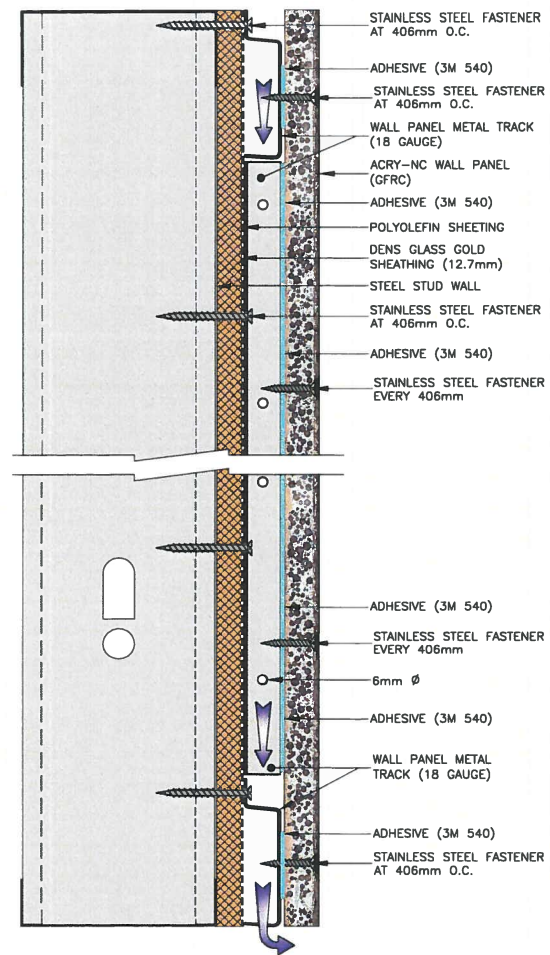 STAINLESS STEEL FASTENER
AT 406mm O.C.
ADHESIVE (3M 540)
STAINLESS STEEL FASTENER
AT 406mm O.C.
WALL PANEL METAL TRACK
(18 GAUGE)
ACRY-NC WALL PANEL
(GFRC)
ADHESIVE (3M 540)
POLYOLEFIN SHEETING
DENS GLASS GOLD
SHEATHING (12.7mm)
STEEL STUD WALL
STAINLESS STEEL FASTENER
AT 406mm O.C.
ADHESIVE (3M 540)
STAINLESS STEEL FASTENER
EVERY 406mm
ADHESIVE (3M 540)
STAINLESS STEEL FASTENER
EVERY 406mm
6mm Ø
ADHESIVE (3M 540)
WALL PANEL METAL
TRACK (18 GAUGE)
ADHESIVE (3M 540)
STAINLESS STEEL FASTENER
AT 406mm O.C.